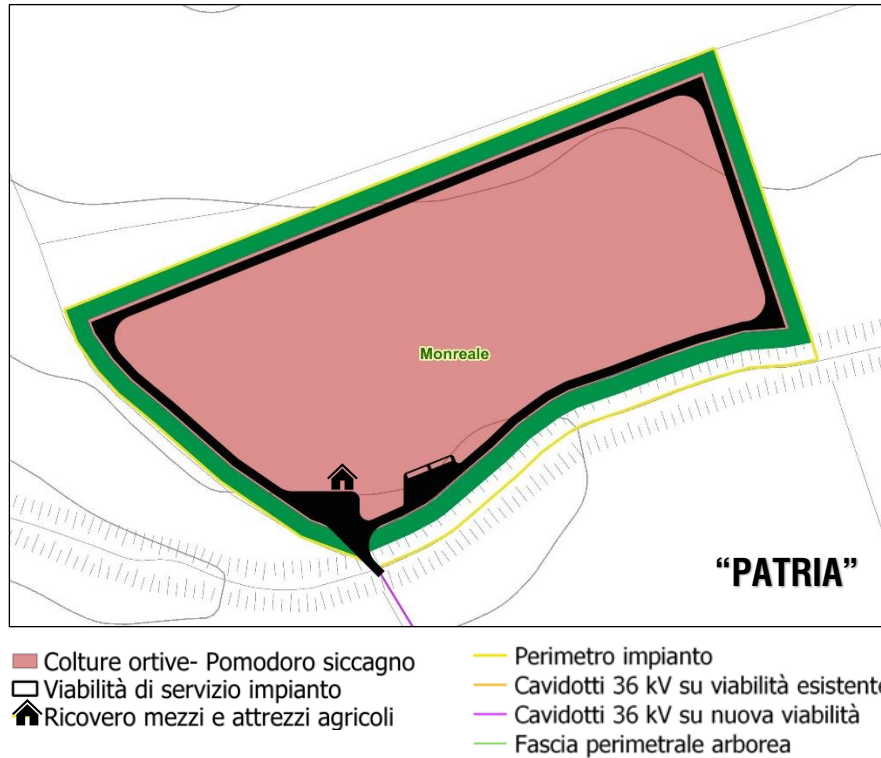 Monreale
“PATRIA”
Colture ortive- Pomodoro siccagno
Viabilità di servizio impianto
Ricovero mezzi e attrezzi agricoli
Perimetro impianto
Cavidotti 36 kV su viabilità esistente
Cavidotti 36 kV su nuova viabilità
Fascia perimetrale arborea